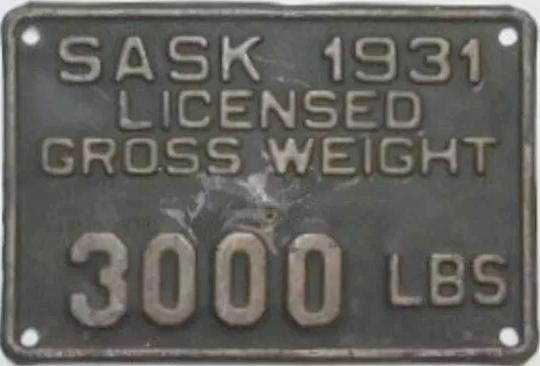 SASK 1931
LICENSED
GROSS WEIGHT
3000 LBS